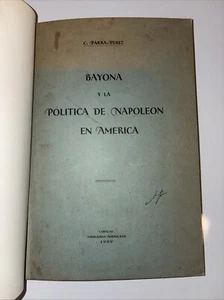 C. PARRA-PEREZ
BAYONA
Y LA
POLITICA DE NAPOLEON
EN AMERICA
CARACAS